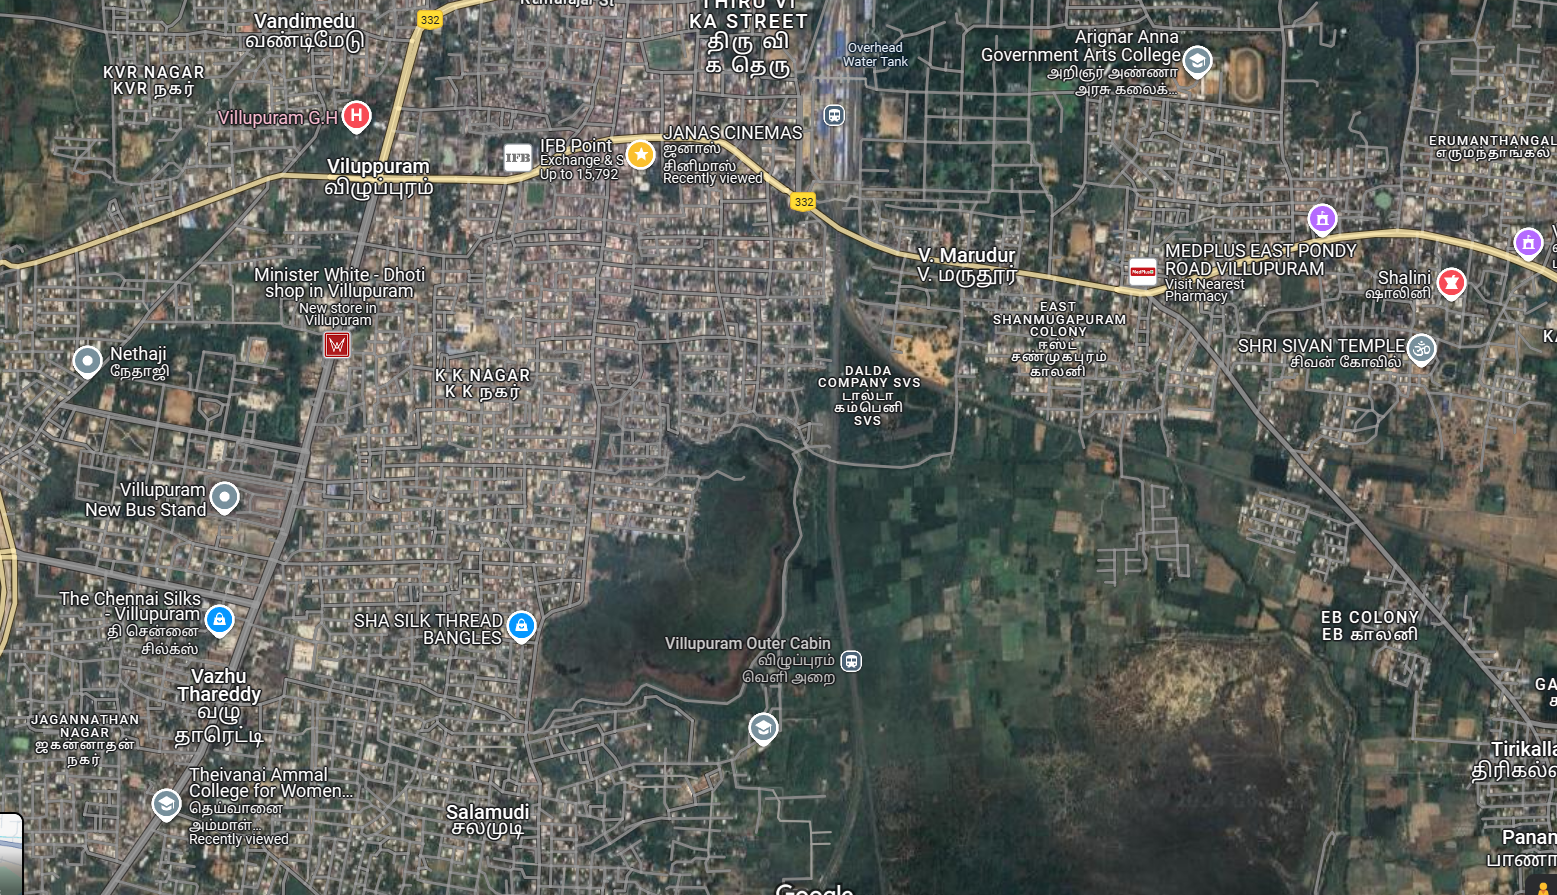 Vandimedu
வண்டிமேடு
332
KVR NAGAR
KVR நகர்
Villupuram G.H
H
THIRU VI
KA STREET
திரு வி
க தெரு
Overhead
Water Tank
Arignar Anna
Government Arts College
அறிஞர் அண்ணா
அரசு கலைக்...
Viluppuram
விழுப்புரம்
IFB
IFB Point
Exchange & S
Up to 15,792
JANAS CINEMAS
ஜனாஸ்
சினிமாஸ்
Recently viewed
332
ERUMANTHANGAL
எருமந்தாங்கல்
V. Marudur
V. மருதூர்
MedPlus
MEDPLUS EAST PONDY
ROAD VILLUPURAM
Visit Nearest
Pharmacy
Shalini
ஷாலினி
Minister White - Dhoti
shop in Villupuram
New store in
Villupuram
W
EAST
SHANMUGAPURAM
COLONY
ஈஸ்ட்
சண்முகபுரம்
காலனி
SHRI SIVAN TEMPLE
சிவன் கோவில்
Nethaji
நேதாஜி
K K NAGAR
K K நகர்
DALDA
COMPANY SVS
டால்டா
கம்பெனி
SVS
Villupuram
New Bus Stand
The Chennai Silks
- Villupuram
தி சென்னை
சில்க்ஸ்
SHA SILK THREAD
BANGLES
Villupuram Outer Cabin
விழுப்புரம்
வெளி அறை
EB COLONY
EB காலனி
Vazhu
Thareddy
வழு
தாரெட்டி
JAGANNATHAN
NAGAR
ஜகன்னாதன்
நகர்
Tirikalla
Theivanai Ammal
College for Women...
தெய்வானை
அம்மாள்...
Recently viewed
Salamudi
சலமுடி
Panam
Google